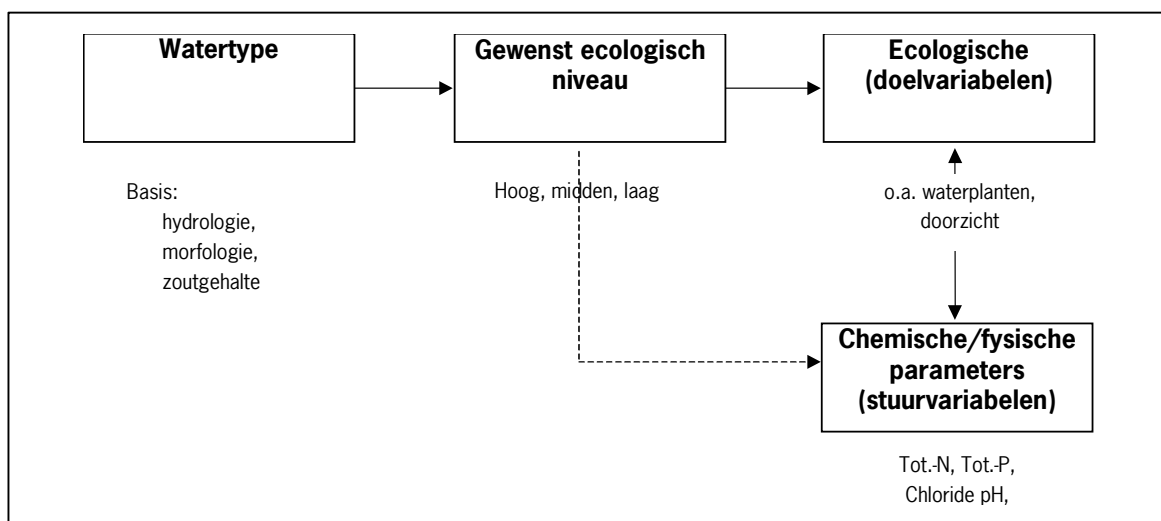 Watertype
Gewenst ecologisch
niveau
Ecologische
(doelvariabelen)
Basis:
hydrologie,
morfologie,
zoutgehalte
Hoog, midden, laag
o.a. waterplanten,
doorzicht
Chemische/fysische
parameters
(stuurvariabelen)
Tot.-N, Tot.-P,
Chloride pH,